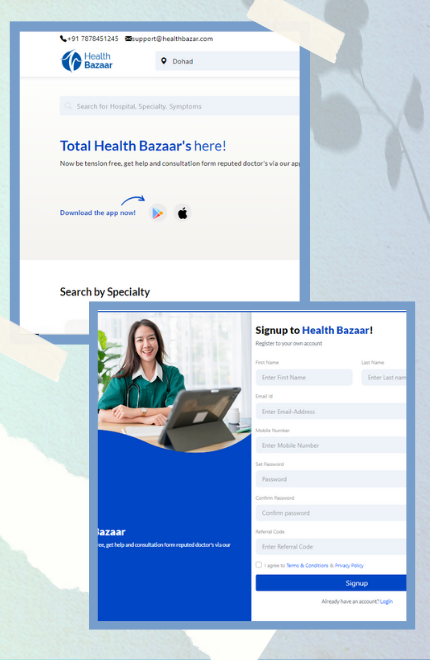 +91 7878451245 support@healthbazar.com
Health
Bazaar
Dohad
Search for Hospital, Specialty, Symptoms
Total Health Bazaar's here!
Now be tension free, get help and consultation form reputed doctor's via our app
Download the app now!
Search by Specialty
Signup to Health Bazaar!
Register to your own account
First Name Last Name
Enter First Name Enter Last nam
Email Id
Enter Email-Address
Mobile Number
Enter Mobile Number
Set Password
Password
Confirm Password
Confirm password
Referral Code
Enter Referral Code
I agree to Terms & Conditions & Privacy Policy
Signup
Already have an account? Login
Bazaar
ee, get help and consultation form reputed doctor's via our